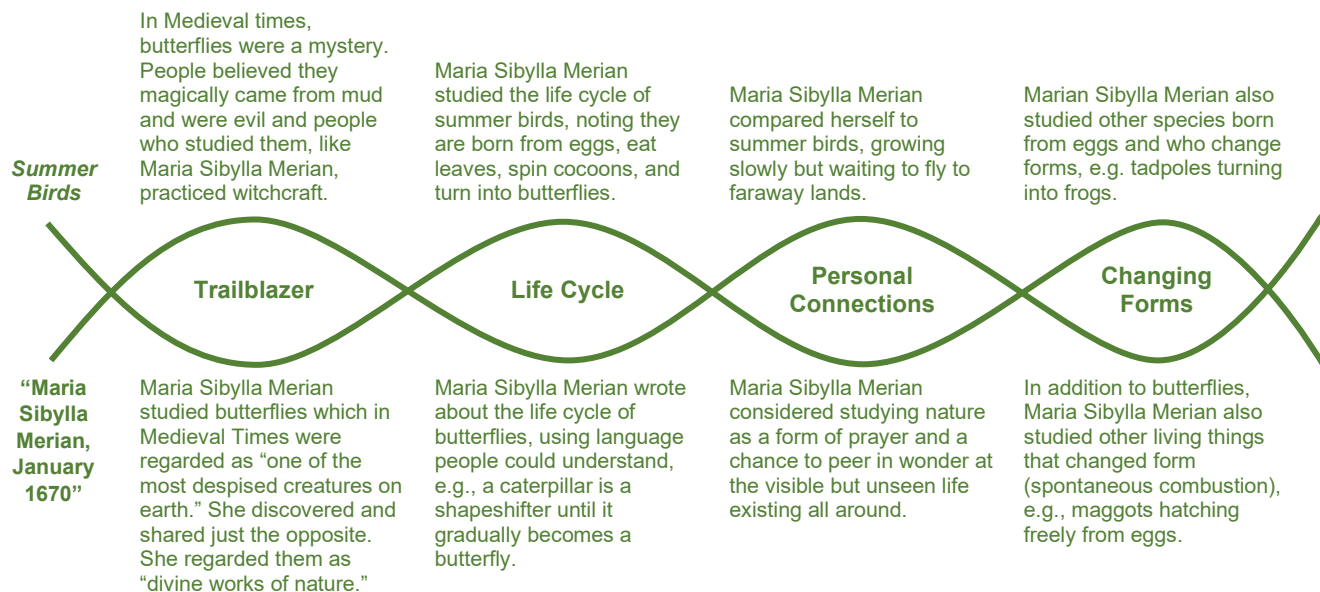 Summer
Birds
In Medieval times,
butterflies were a mystery.
People believed they
magically came from mud
and were evil and people
who studied them, like
Maria Sibylla Merian,
practiced witchcraft.
Maria Sibylla Merian
studied the life cycle of
summer birds, noting they
are born from eggs, eat
leaves, spin cocoons, and
turn into butterflies.
Maria Sibylla Merian
compared herself to
summer birds, growing
slowly but waiting to fly to
faraway lands.
Marian Sibylla Merian also
studied other species born
from eggs and who change
forms, e.g. tadpoles turning
into frogs.
Trailblazer
Life Cycle
Personal
Connections
Changing
Forms
“Maria
Sibylla
Merian,
January
1670”
Maria Sibylla Merian
studied butterflies which in
Medieval Times were
regarded as “one of the
most despised creatures on
earth.” She discovered and
shared just the opposite.
She regarded them as
“divine works of nature.”
Maria Sibylla Merian wrote
about the life cycle of
butterflies, using language
people could understand,
e.g., a caterpillar is a
shapeshifter until it
gradually becomes a
butterfly.
Maria Sibylla Merian
considered studying nature
as a form of prayer and a
chance to peer in wonder at
the visible but unseen life
existing all around.
In addition to butterflies,
Maria Sibylla Merian also
studied other living things
that changed form
(spontaneous combustion),
e.g., maggots hatching
freely from eggs.